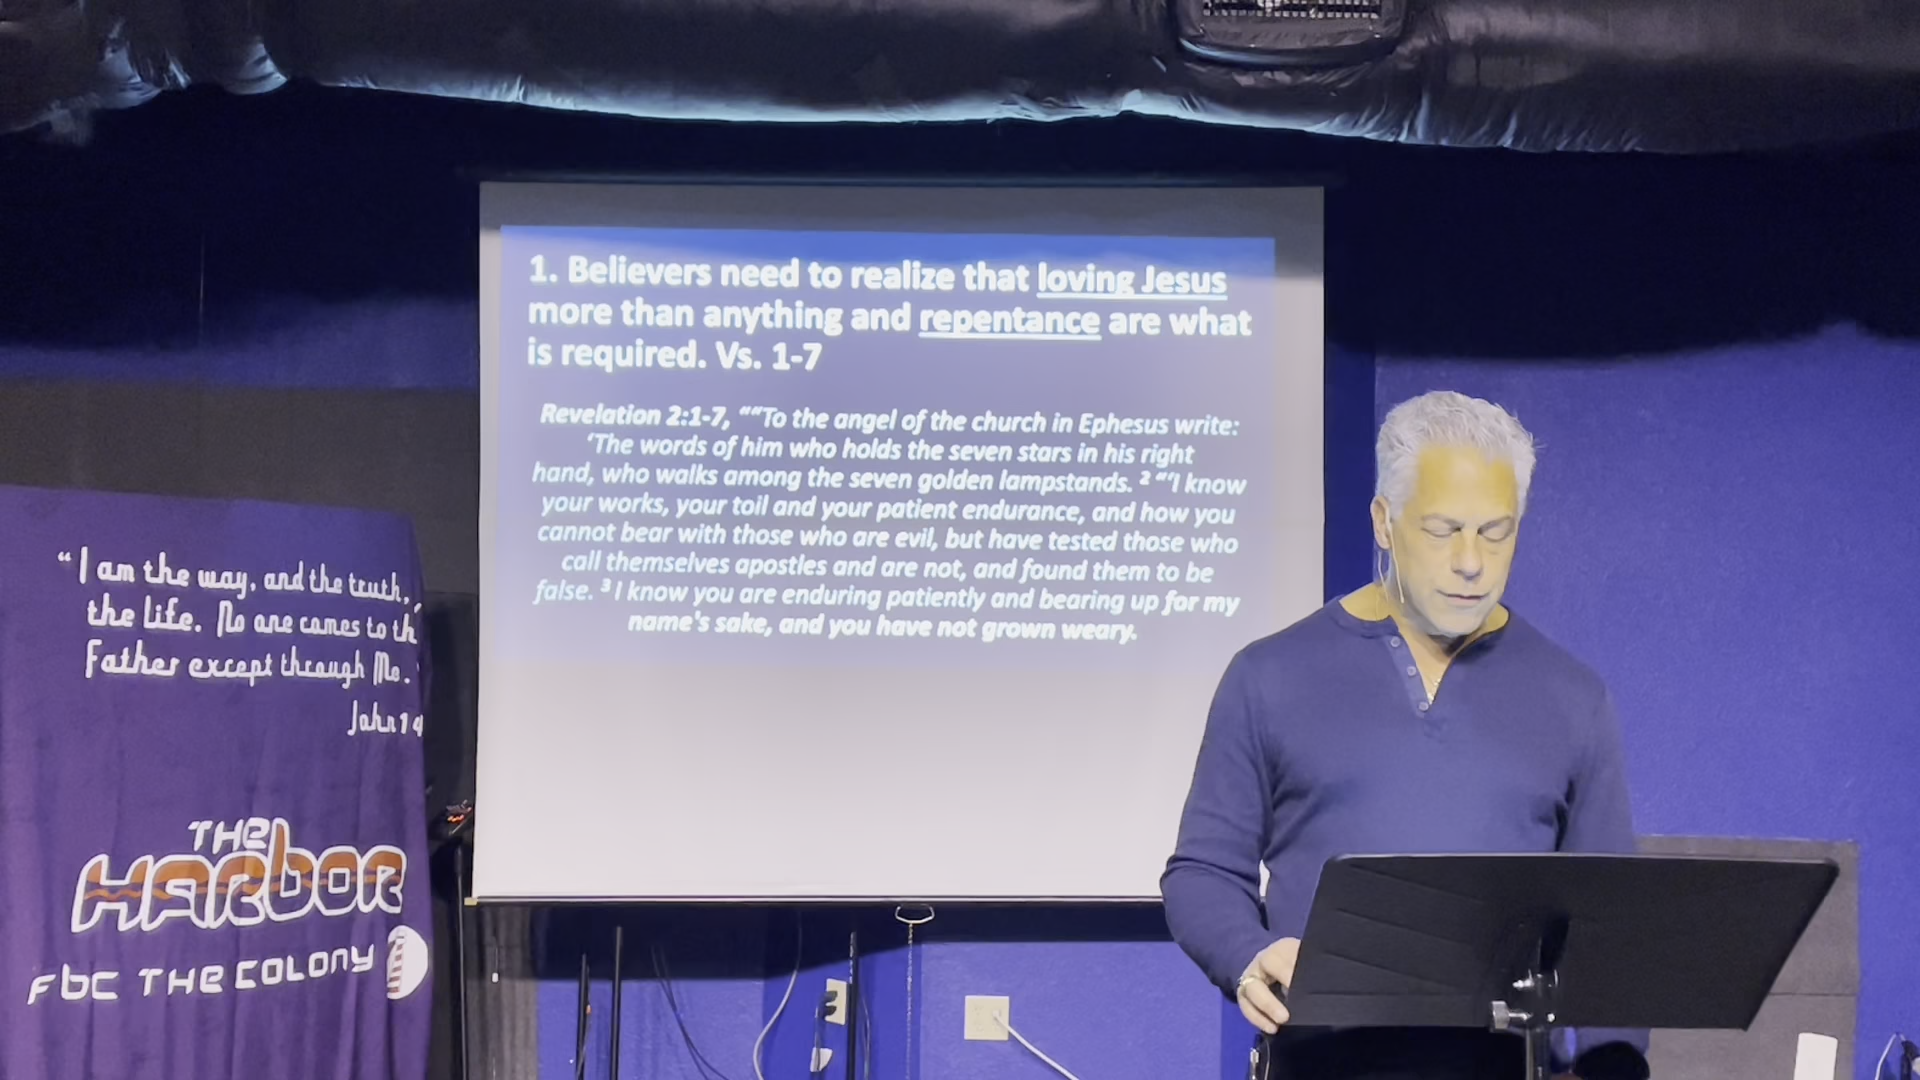 1. Believers need to realize that loving Jesus
more than anything and repentance are what
is required. Vs. 1-7
Revelation 2:1-7, ““To the angel of the church in Ephesus write:
‘The words of him who holds the seven stars in his right
hand, who walks among the seven golden lampstands. ² “‘I know
your works, your toil and your patient endurance, and how you
cannot bear with those who are evil, but have tested those who
call themselves apostles and are not, and found them to be
false. ³ I know you are enduring patiently and bearing up for my
name's sake, and you have not grown weary.
“I am the way, and the truth,
the life. No one comes to th
Father except through Me.
John 14
THE
HARBOR
FBC THE COLONY